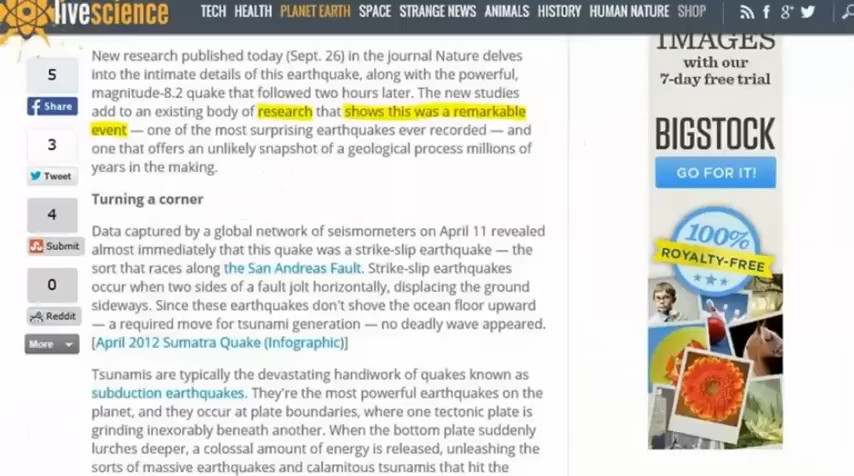 livescience
TECH HEALTH PLANET EARTH SPACE STRANGE NEWS ANIMALS HISTORY HUMAN NATURE SHOP
5
Share
3
Tweet
4
Submit
0
Reddit
More
New research published today (Sept. 26) in the journal Nature delves
into the intimate details of this earthquake, along with the powerful,
magnitude-8.2 quake that followed two hours later. The new studies
add to an existing body of research that shows this was a remarkable
event — one of the most surprising earthquakes ever recorded — and
one that offers an unlikely snapshot of a geological process millions of
years in the making.
Turning a corner
Data captured by a global network of seismometers on April 11 revealed
almost immediately that this quake was a strike-slip earthquake — the
sort that races along the San Andreas Fault. Strike-slip earthquakes
occur when two sides of a fault jolt horizontally, displacing the ground
sideways. Since these earthquakes don't shove the ocean floor upward
— a required move for tsunami generation — no deadly wave appeared.
[April 2012 Sumatra Quake (Infographic)]
Tsunamis are typically the devastating handiwork of quakes known as
subduction earthquakes. They're the most powerful earthquakes on the
planet, and they occur at plate boundaries, where one tectonic plate is
grinding inexorably beneath another. When the bottom plate suddenly
lurches deeper, a colossal amount of energy is released, unleashing the
sorts of massive earthquakes and calamitous tsunamis that hit the
IMAGES
with our
7-day free trial
BIGSTOCK
GO FOR IT!
100%
ROYALTY-FREE